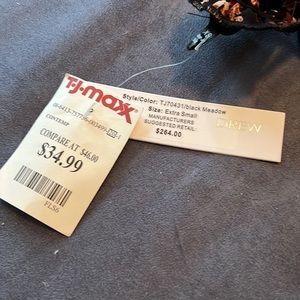 TJ-maxx
CONTEMP
COMPARE AT $46.00
$34.99
FLS6
Style/Color: TJ70431/black Meadow
Size: Extra Small
MANUFACTURERS
SUGGESTED RETAIL:
$264.00
DREW